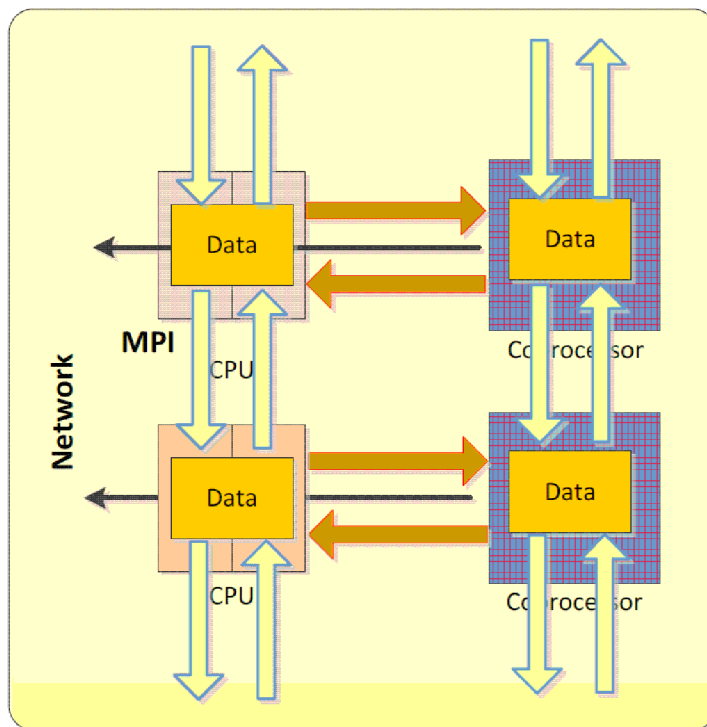 Data
Data
MPI
CPU
Coprocessor
Network
Data
Data
CPU
Coprocessor